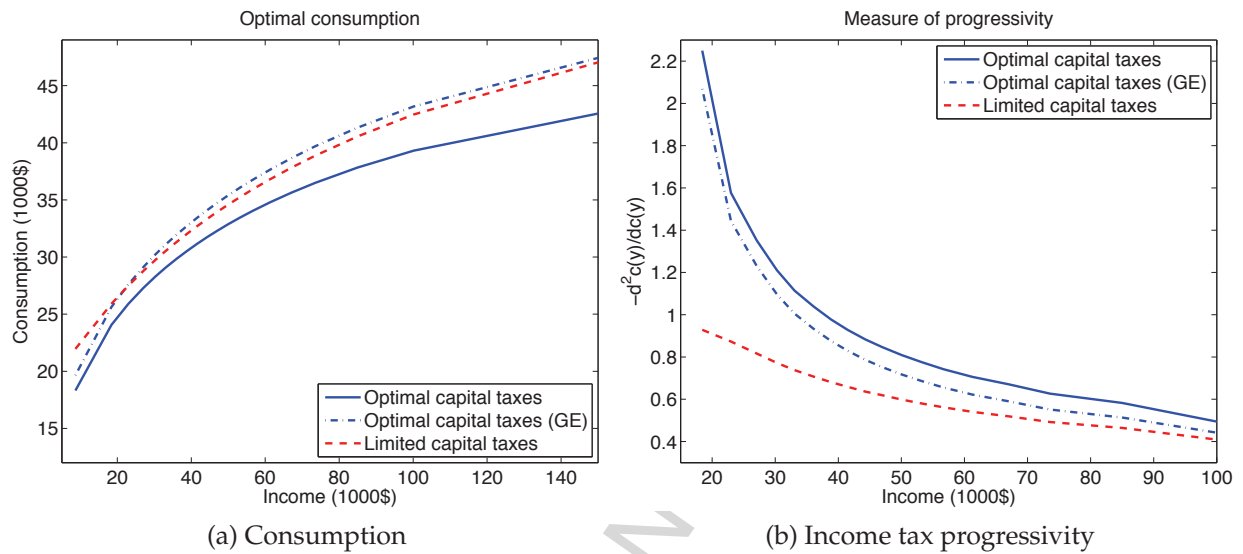 Optimal consumption
45
40
35
30
25
20
15
Consumption (1000$)
Optimal capital taxes
Optimal capital taxes (GE)
Limited capital taxes
20 40 60 80 100 120 140
Income (1000$)
(a) Consumption
Measure of progressivity
2.2
2
1.8
1.6
1.4
1.2
1
0.8
0.6
0.4
−d²c(y)/dc(y)
Optimal capital taxes
Optimal capital taxes (GE)
Limited capital taxes
20 30 40 50 60 70 80 90 100
Income (1000$)
(b) Income tax progressivity